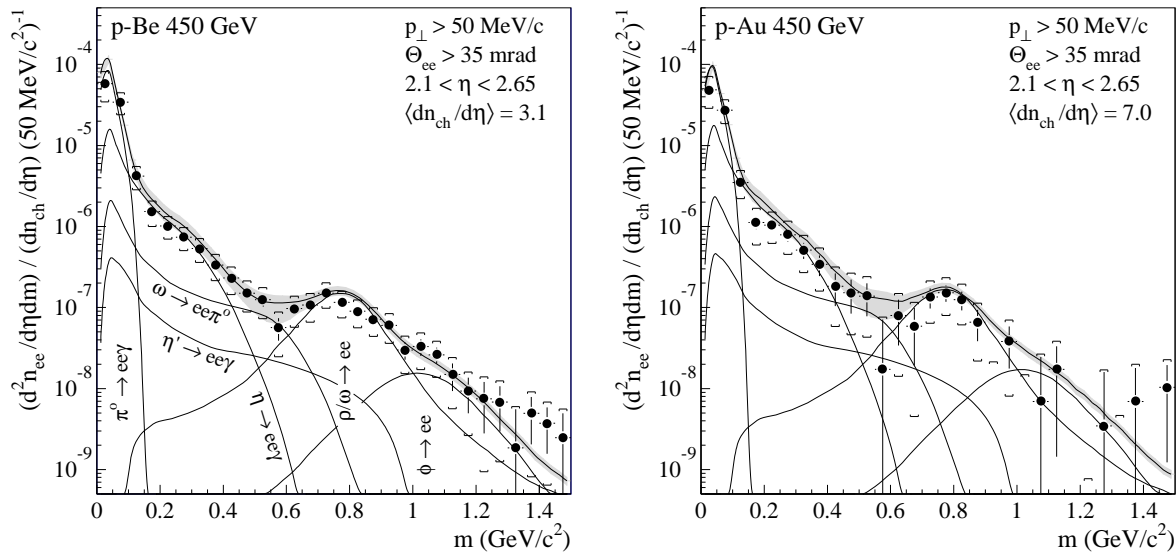 p-Be 450 GeV
p⊥ > 50 MeV/c
Θee > 35 mrad
2.1 < η < 2.65
⟨dnch/dη⟩ = 3.1
(d²nee/dηdm) / (dnch/dη) (50 MeV/c²)⁻¹
10⁻⁴
10⁻⁵
10⁻⁶
10⁻⁷
10⁻⁸
10⁻⁹
π° → eeγ
ω → eeπ°
η' → eeγ
η → eeγ
ρ/ω → ee
φ → ee
0 0.2 0.4 0.6 0.8 1 1.2 1.4
m (GeV/c²)
p-Au 450 GeV
p⊥ > 50 MeV/c
Θee > 35 mrad
2.1 < η < 2.65
⟨dnch/dη⟩ = 7.0
(d²nee/dηdm) / (dnch/dη) (50 MeV/c²)⁻¹
10⁻⁴
10⁻⁵
10⁻⁶
10⁻⁷
10⁻⁸
10⁻⁹
0 0.2 0.4 0.6 0.8 1 1.2 1.4
m (GeV/c²)